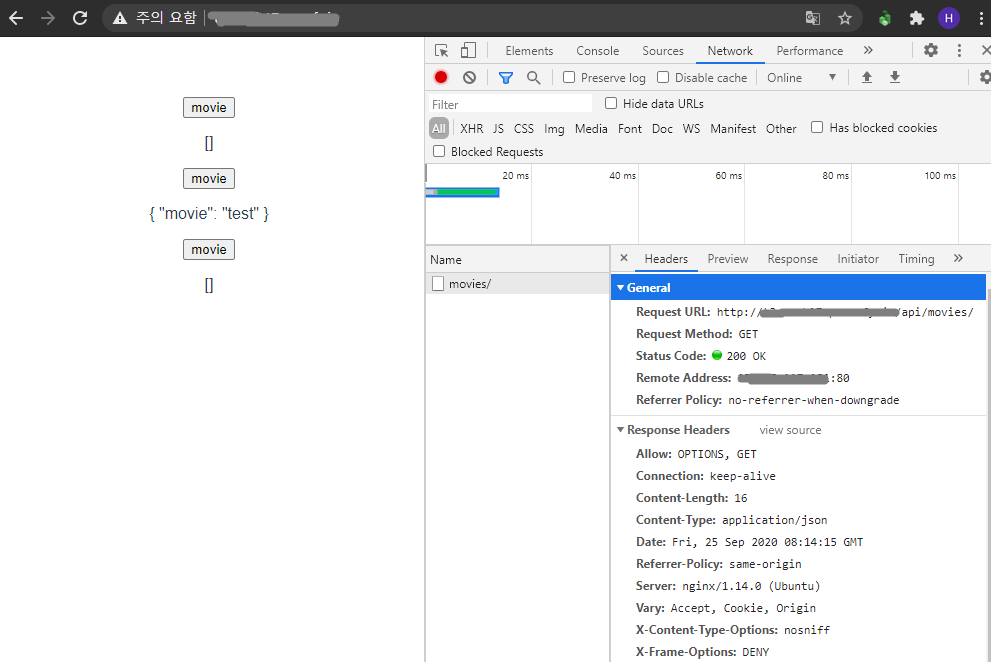 주의 요함
H
movie
[]
movie
{ "movie": "test" }
movie
[]
Elements Console Sources Network Performance »
Preserve log Disable cache Online
Filter Hide data URLs
All XHR JS CSS Img Media Font Doc WS Manifest Other Has blocked cookies
Blocked Requests
20 ms 40 ms 60 ms 80 ms 100 ms
Name
movies/
× Headers Preview Response Initiator Timing »
General
Request URL: http:// /api/movies/
Request Method: GET
Status Code: 200 OK
Remote Address: :80
Referrer Policy: no-referrer-when-downgrade
Response Headers view source
Allow: OPTIONS, GET
Connection: keep-alive
Content-Length: 16
Content-Type: application/json
Date: Fri, 25 Sep 2020 08:14:15 GMT
Referrer-Policy: same-origin
Server: nginx/1.14.0 (Ubuntu)
Vary: Accept, Cookie, Origin
X-Content-Type-Options: nosniff
X-Frame-Options: DENY